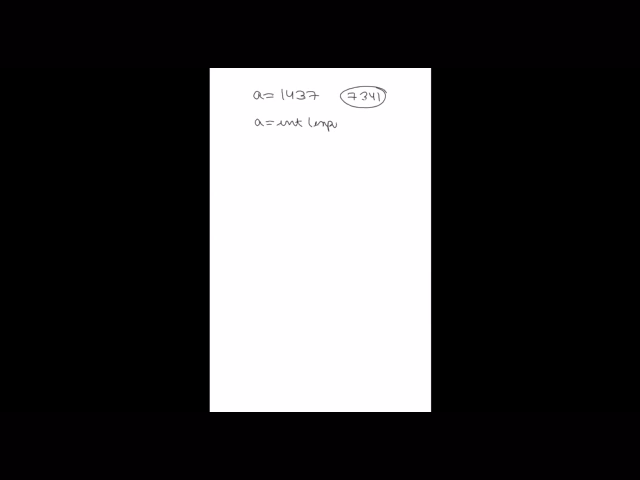 a= 1437 7341
a=int (inpu